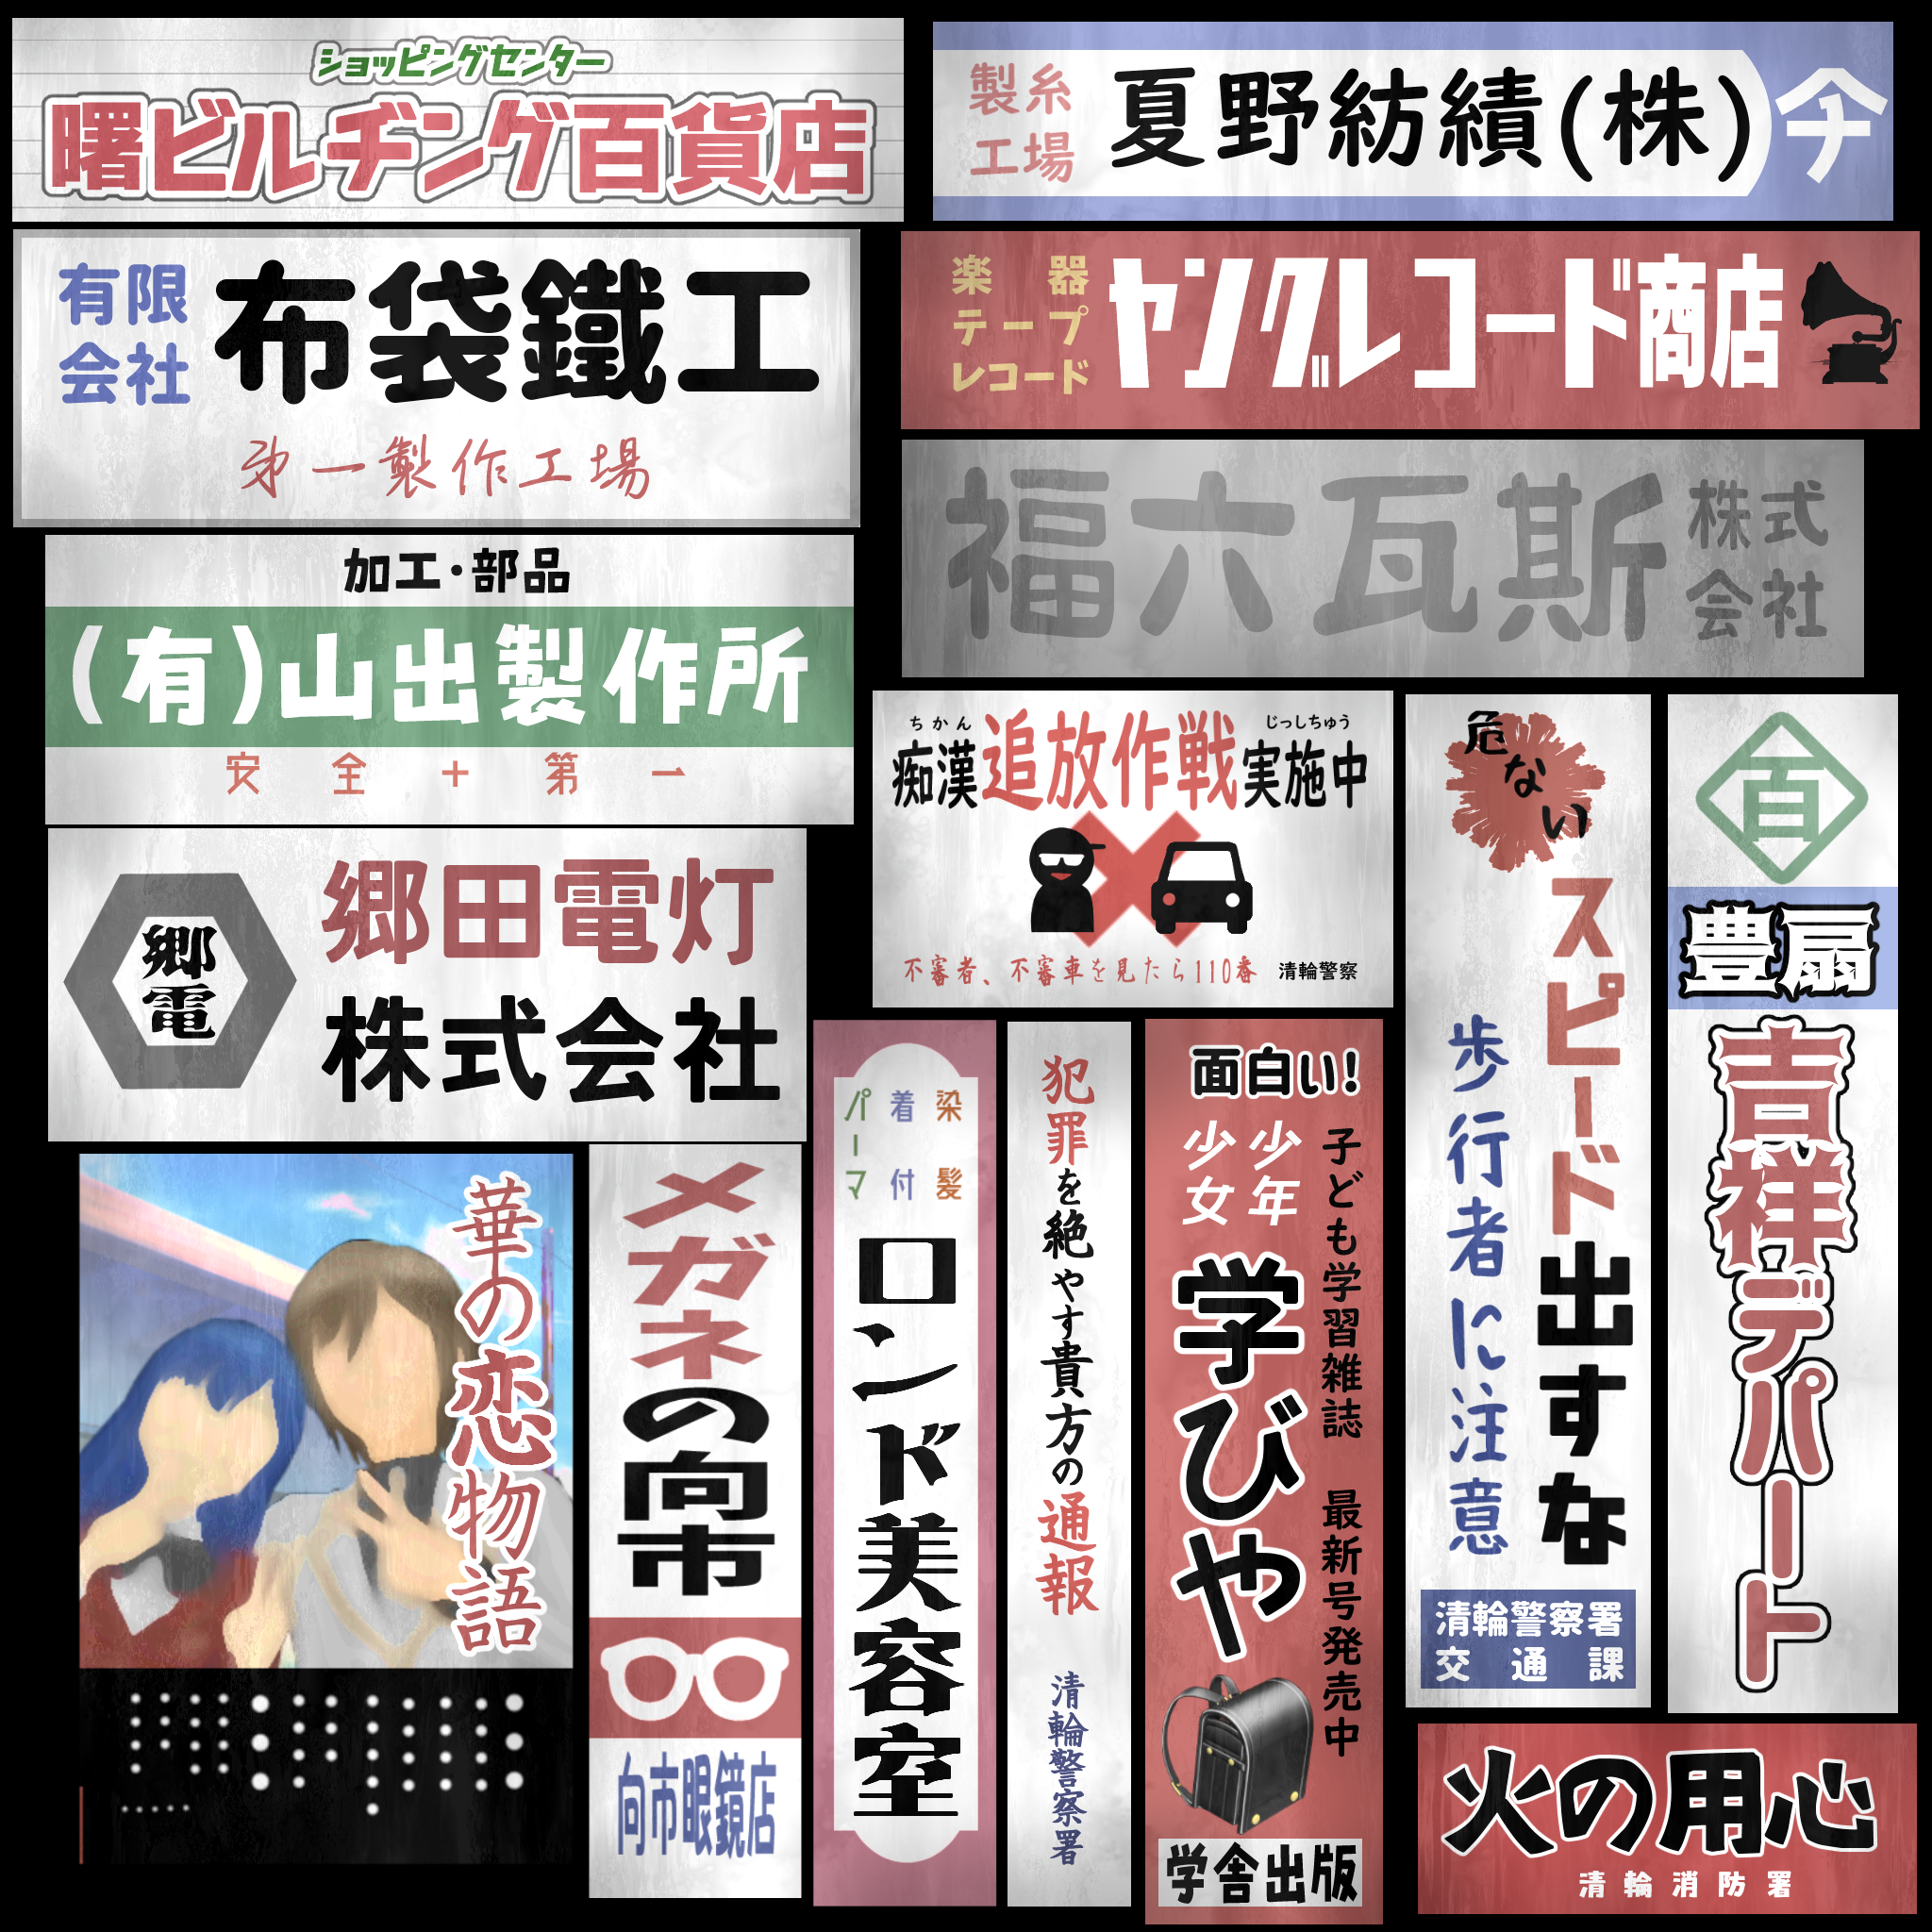 ショッピングセンター
曙ビルヂング百貨店
製糸
工場
夏野紡績(株)
有限
会社
布袋鐵工
第一製作工場
楽器
テープ
レコード
ヤングレコード商店
福六瓦斯
株式
会社
加工・部品
(有)山出製作所
安全+第一
郷電
郷田電灯
株式会社
ちかん
じっしちゅう
痴漢追放作戦実施中
不審者、不審車を見たら110番
清輪警察
危ない
スピード出すな
歩行者に注意
清輪警察署
交通課
百
豊扇
吉祥デパート
華の恋物語
メガネの向市
向市眼鏡店
染髪
着付
パーマ
ロンド美容室
犯罪を絶やす貴方の通報
清輪警察署
面白い!
少年
少女
子ども学習雑誌 最新号発売中
学びや
学舎出版
火の用心
清輪消防署